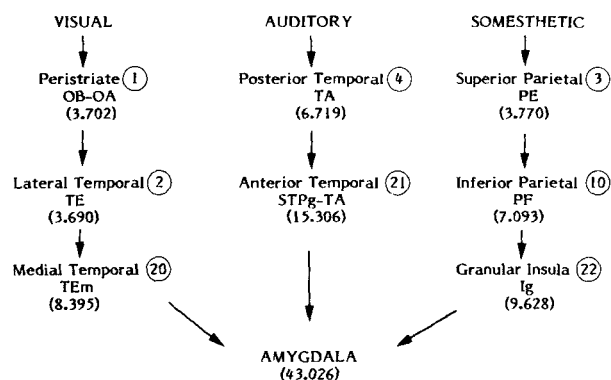 VISUAL AUDITORY SOMESTHETIC
Peristriate 1 Posterior Temporal 4 Superior Parietal 3
OB-OA TA PE
(3.702) (6.719) (3.770)
Lateral Temporal 2 Anterior Temporal 21 Inferior Parietal 10
TE STPg-TA PF
(3.690) (15.306) (7.093)
Medial Temporal 20 Granular Insula 22
TEm Ig
(8.395) (9.628)
AMYGDALA
(43.026)